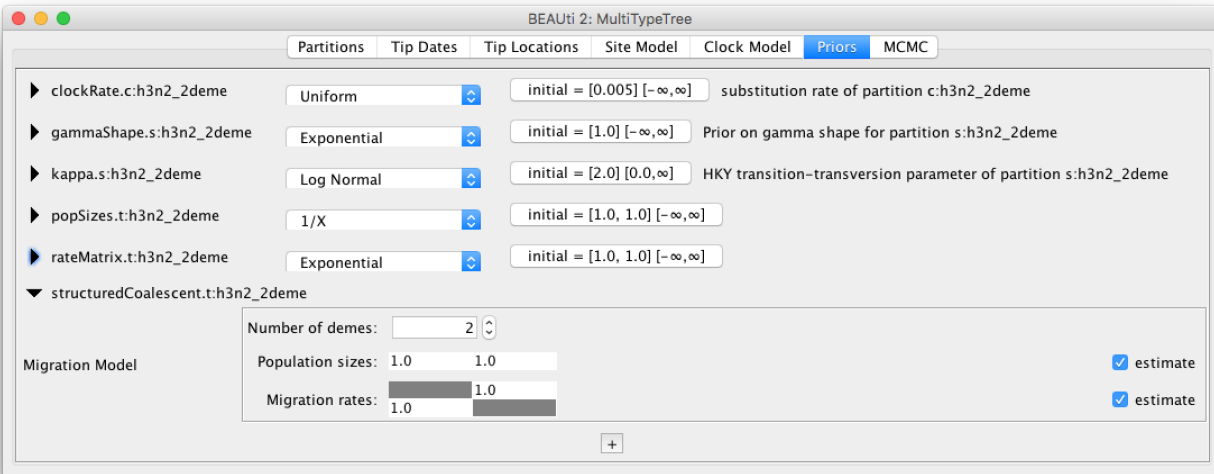 BEAUti 2: MultiTypeTree
Partitions Tip Dates Tip Locations Site Model Clock Model Priors MCMC
clockRate.c:h3n2_2deme Uniform initial = [0.005] [-∞,∞] substitution rate of partition c:h3n2_2deme
gammaShape.s:h3n2_2deme Exponential initial = [1.0] [-∞,∞] Prior on gamma shape for partition s:h3n2_2deme
kappa.s:h3n2_2deme Log Normal initial = [2.0] [0.0,∞] HKY transition-transversion parameter of partition s:h3n2_2deme
popSizes.t:h3n2_2deme 1/X initial = [1.0, 1.0] [-∞,∞]
rateMatrix.t:h3n2_2deme Exponential initial = [1.0, 1.0] [-∞,∞]
structuredCoalescent.t:h3n2_2deme
Number of demes: 2
Migration Model
Population sizes: 1.0 1.0 estimate
Migration rates: 1.0 estimate
1.0
+